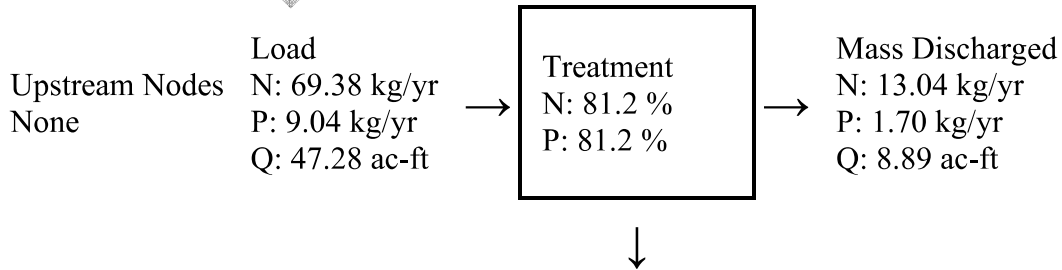 Upstream Nodes
None
Load
N: 69.38 kg/yr
P: 9.04 kg/yr
Q: 47.28 ac-ft
→
Treatment
N: 81.2 %
P: 81.2 %
→
Mass Discharged
N: 13.04 kg/yr
P: 1.70 kg/yr
Q: 8.89 ac-ft
↓